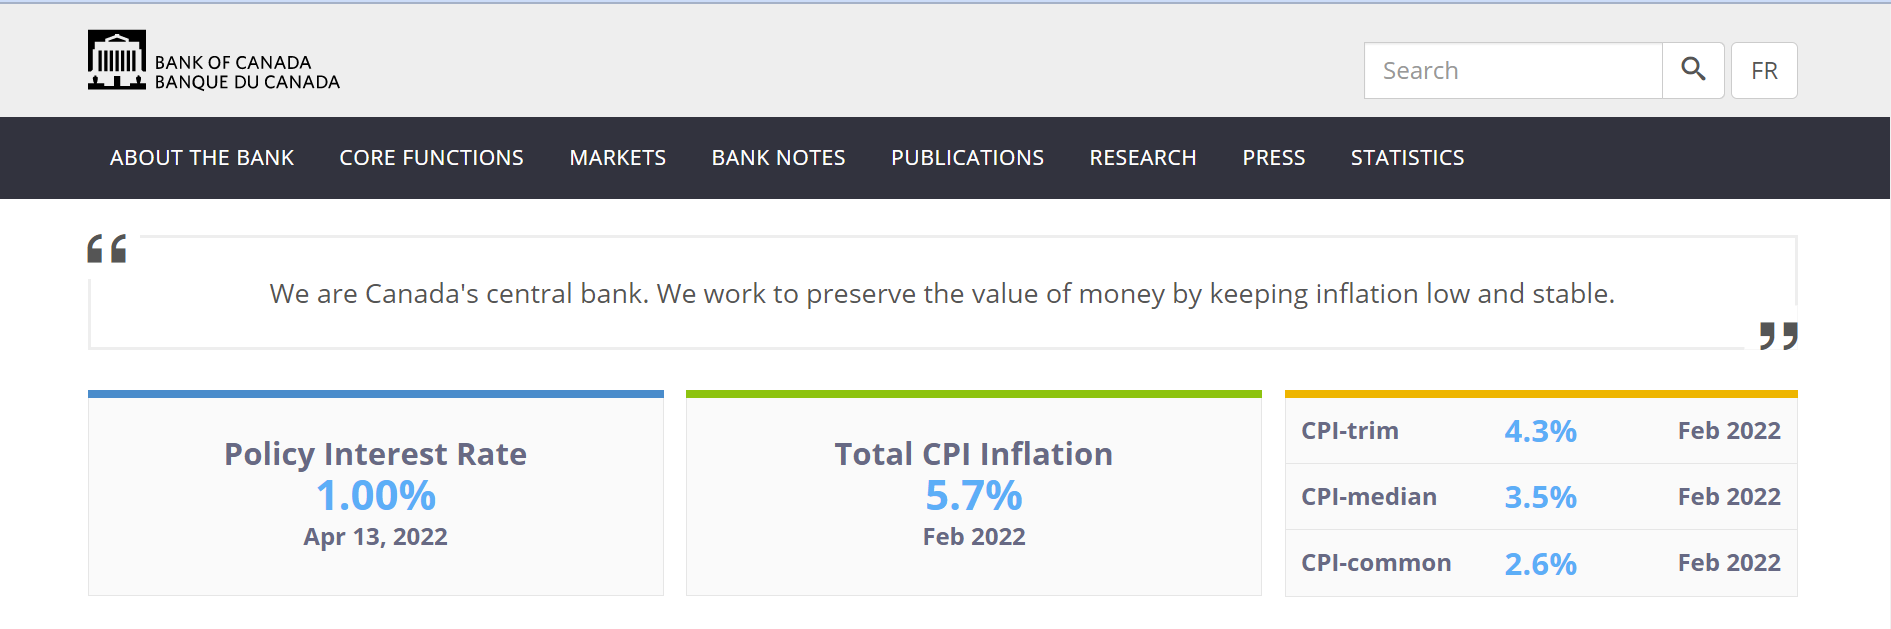 BANK OF CANADA
BANQUE DU CANADA
Search
FR
ABOUT THE BANK CORE FUNCTIONS MARKETS BANK NOTES PUBLICATIONS RESEARCH PRESS STATISTICS
“
We are Canada's central bank. We work to preserve the value of money by keeping inflation low and stable.
”
Policy Interest Rate
1.00%
Apr 13, 2022
Total CPI Inflation
5.7%
Feb 2022
CPI-trim 4.3% Feb 2022
CPI-median 3.5% Feb 2022
CPI-common 2.6% Feb 2022